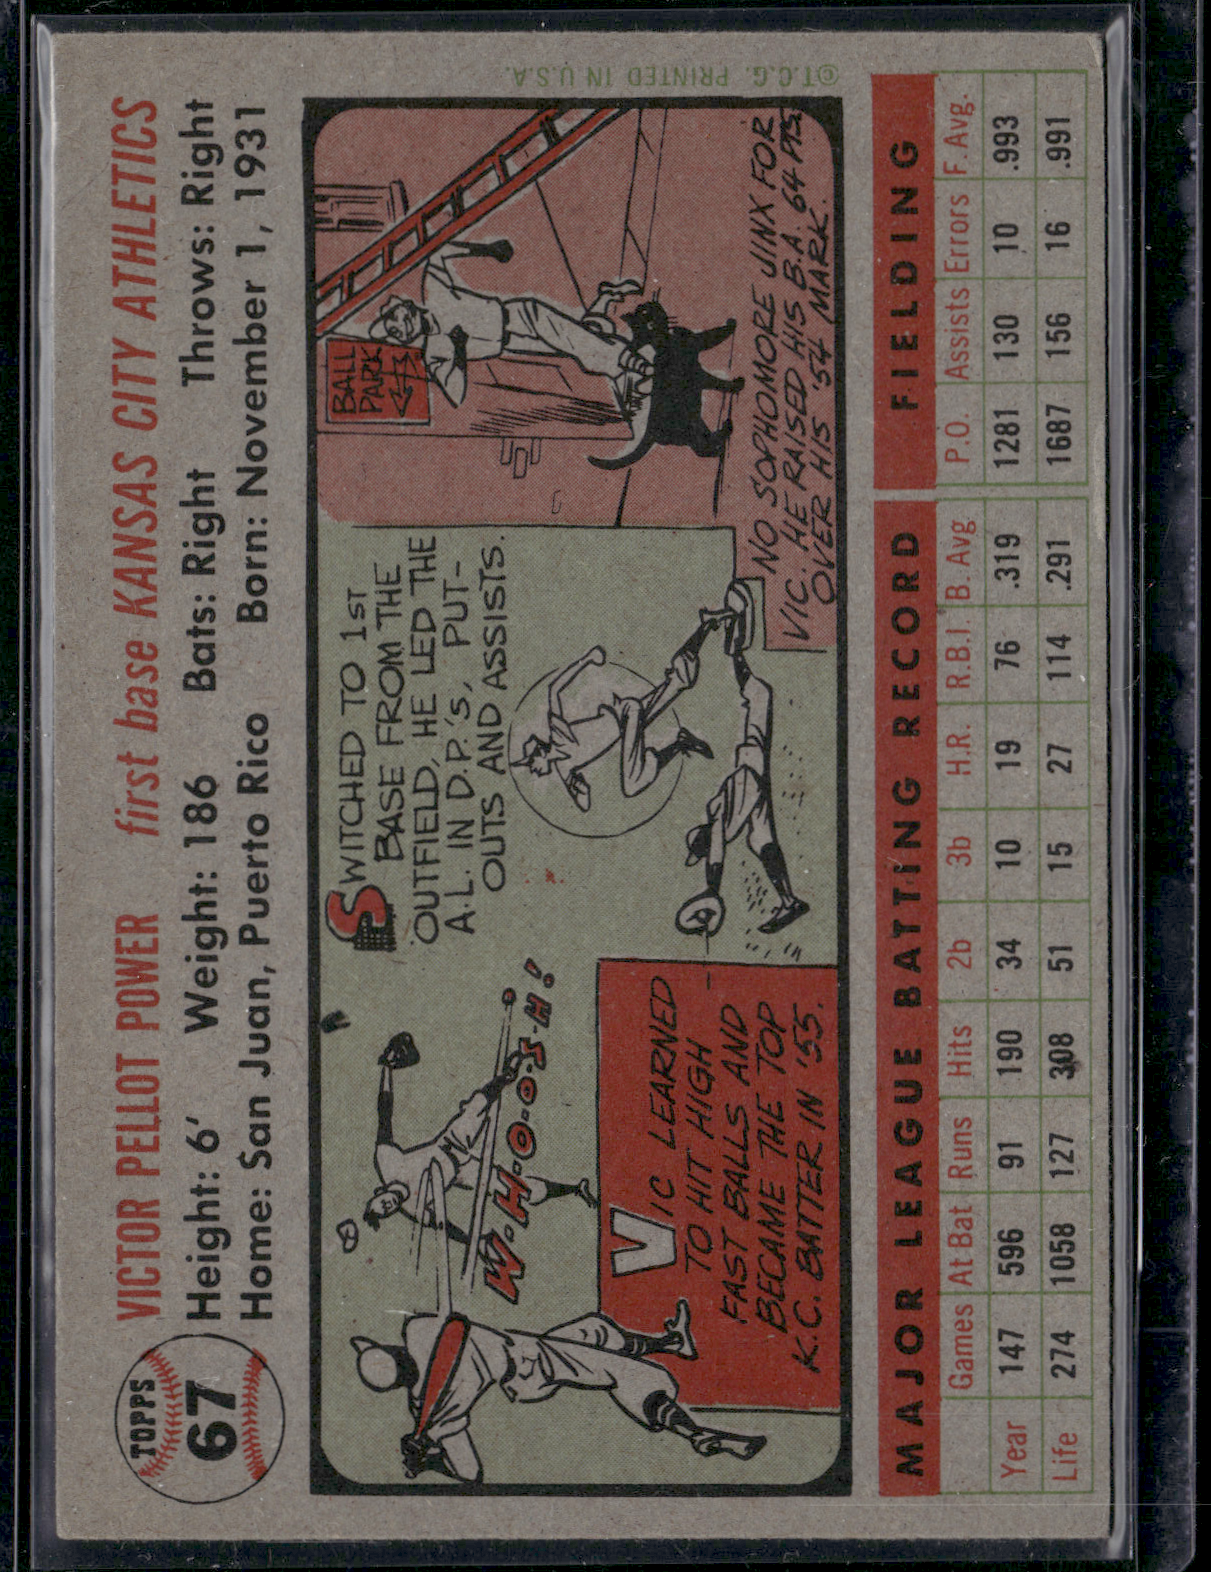 TOPPS
67
VICTOR PELLOT POWER first base KANSAS CITY ATHLETICS
Height: 6' Weight: 186 Bats: Right Throws: Right
Home: San Juan, Puerto Rico Born: November 1, 1931
W-H-O-O-S-H!
VIC LEARNED
TO HIT HIGH
FAST BALLS AND
BECAME THE TOP
K.C. BATTER IN '55.
SWITCHED TO 1ST
BASE FROM THE
OUTFIELD, HE LED THE
A.L. IN D.P.'s, PUT-
OUTS AND ASSISTS.
BALL
PARK
NO SOPHOMORE JINX FOR
VIC. HE RAISED HIS B.A. 64 PTS.
OVER HIS '54 MARK.
©T.C.G. PRINTED IN U.S.A.
MAJOR LEAGUE BATTING RECORD FIELDING
Games At Bat Runs Hits 2b 3b H.R. R.B.I. B. Avg. P.O. Assists Errors F. Avg.
Year 147 596 91 190 34 10 19 76 .319 1281 130 10 .993
Life 274 1058 127 308 51 15 27 114 .291 1687 156 16 .991